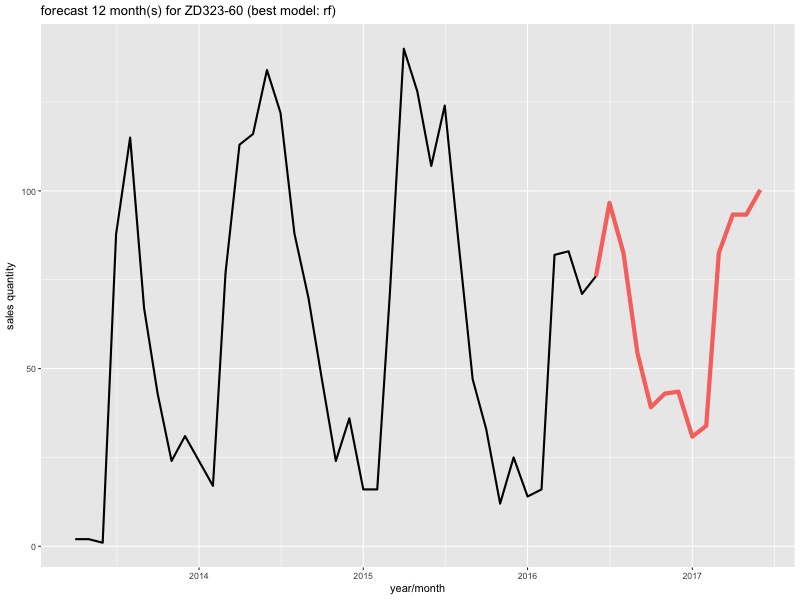 forecast 12 month(s) for ZD323-60 (best model: rf)
100
50
0
sales quantity
2014 2015 2016 2017
year/month